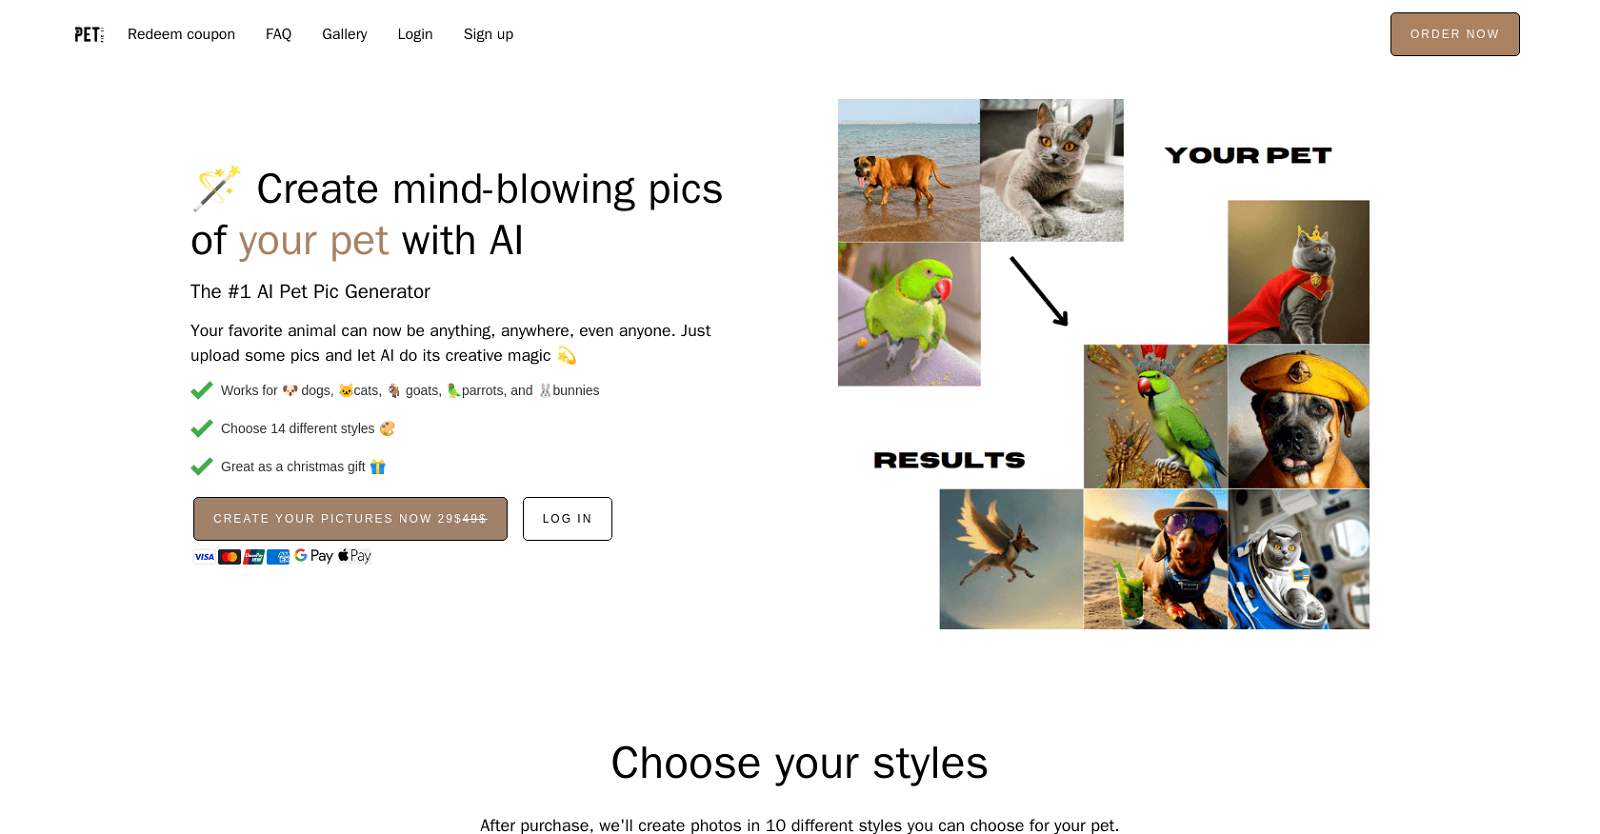 PET
Redeem coupon
FAQ
Gallery
Login
Sign up
ORDER NOW
Create mind-blowing pics
of your pet with AI
The #1 AI Pet Pic Generator
Your favorite animal can now be anything, anywhere, even anyone. Just
upload some pics and let AI do its creative magic 💫
Works for 🐶 dogs, 🐱cats, 🐐 goats, 🦜parrots, and 🐰bunnies
Choose 14 different styles 🎨
Great as a christmas gift 🎁
CREATE YOUR PICTURES NOW 29$49$
LOG IN
VISA
G Pay
Pay
YOUR PET
RESULTS
Choose your styles
After purchase, we'll create photos in 10 different styles you can choose for your pet.